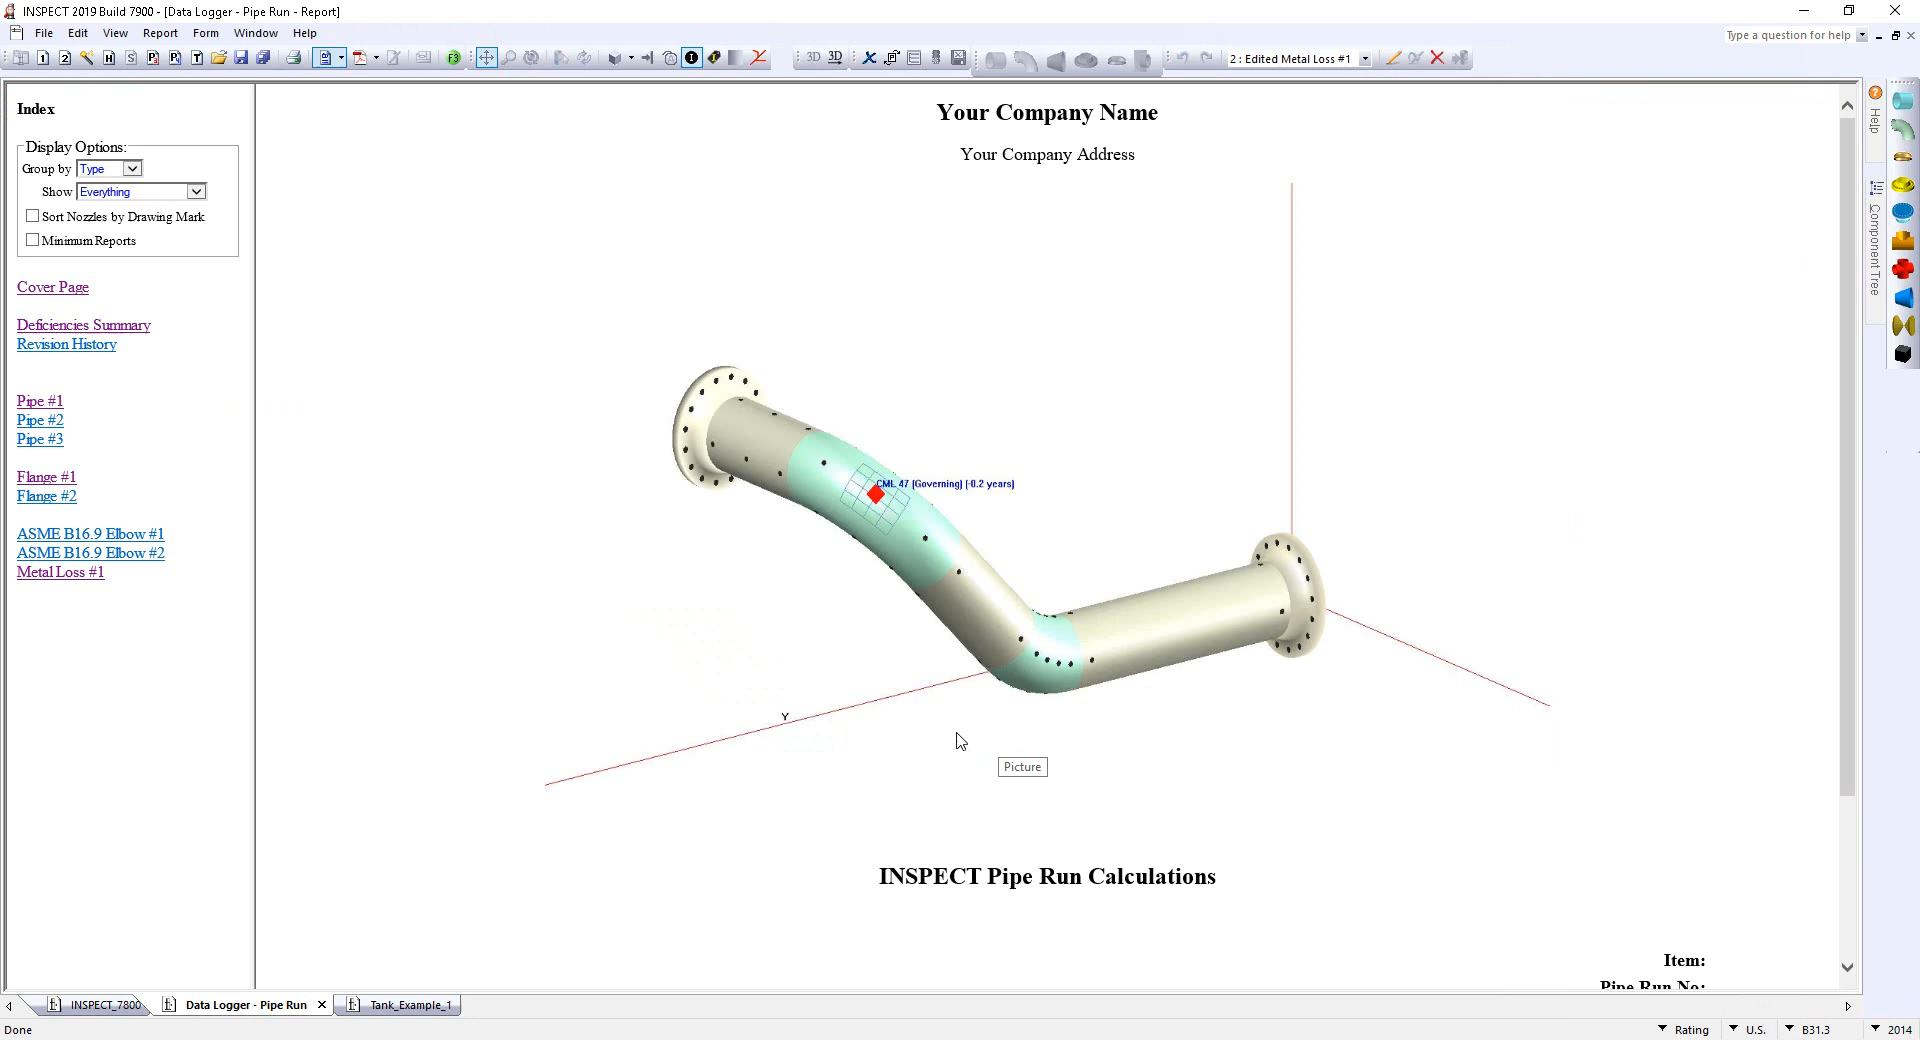 INSPECT 2019 Build 7900 - [Data Logger - Pipe Run - Report]
File Edit View Report Form Window Help
Type a question for help
1 2 H S T F3 3D 3D
2 : Edited Metal Loss #1
Index
Display Options:
Group by Type
Show Everything
Sort Nozzles by Drawing Mark
Minimum Reports
Cover Page
Deficiencies Summary
Revision History
Pipe #1
Pipe #2
Pipe #3
Flange #1
Flange #2
ASME B16.9 Elbow #1
ASME B16.9 Elbow #2
Metal Loss #1
Your Company Name
Your Company Address
CML 47 (Governing) (-0.2 years)
Y
Picture
INSPECT Pipe Run Calculations
Item:
Pipe Run No:
Help
Component Tree
INSPECT_7800
Data Logger - Pipe Run
Tank_Example_1
Done
Rating U.S. B31.3 2014